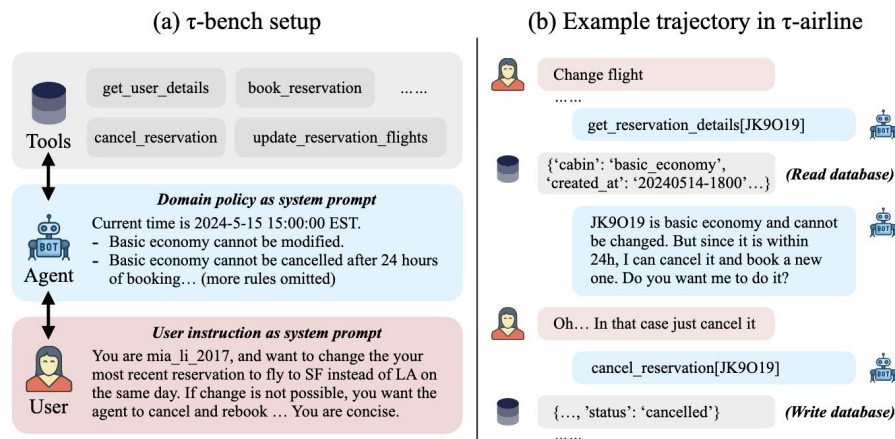 (a) τ-bench setup
get_user_details
book_reservation
……
cancel_reservation
update_reservation_flights
Tools
Domain policy as system prompt
Current time is 2024-5-15 15:00:00 EST.
- Basic economy cannot be modified.
- Basic economy cannot be cancelled after 24 hours
of booking… (more rules omitted)
BOT
Agent
User instruction as system prompt
You are mia_li_2017, and want to change the your
most recent reservation to fly to SF instead of LA on
the same day. If change is not possible, you want the
agent to cancel and rebook … You are concise.
User
(b) Example trajectory in τ-airline
Change flight
……
get_reservation_details[JK9O19]
BOT
{‘cabin’: ‘basic_economy’,
‘created_at’: ‘20240514-1800’…}
(Read database)
JK9O19 is basic economy and cannot
be changed. But since it is within
24h, I can cancel it and book a new
one. Do you want me to do it?
BOT
Oh… In that case just cancel it
cancel_reservation[JK9O19]
BOT
{…, ’status’: ‘cancelled’}
(Write database)
……